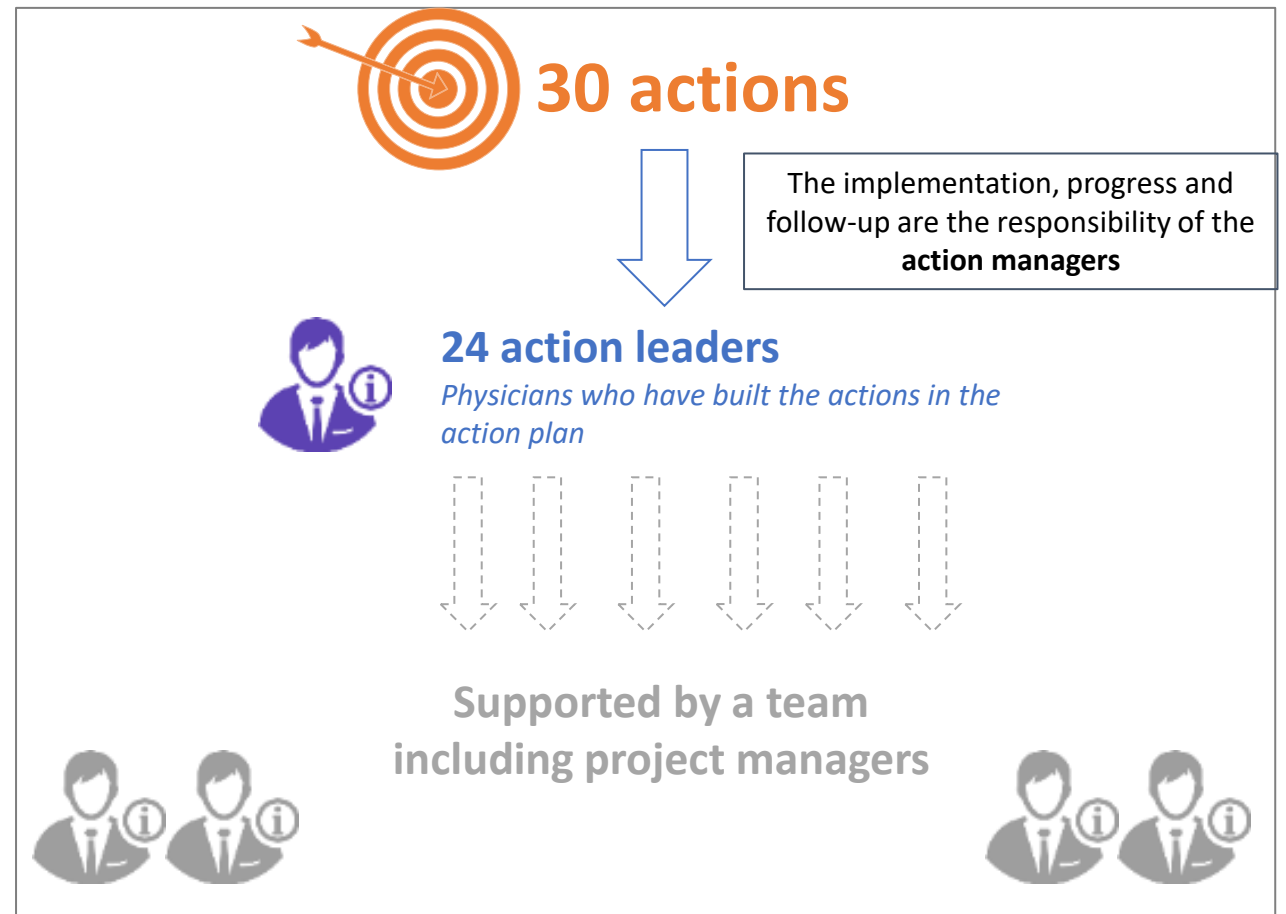 30 actions
The implementation, progress and
follow-up are the responsibility of the
action managers
24 action leaders
Physicians who have built the actions in the
action plan
Supported by a team
including project managers
i
i
i
i
i